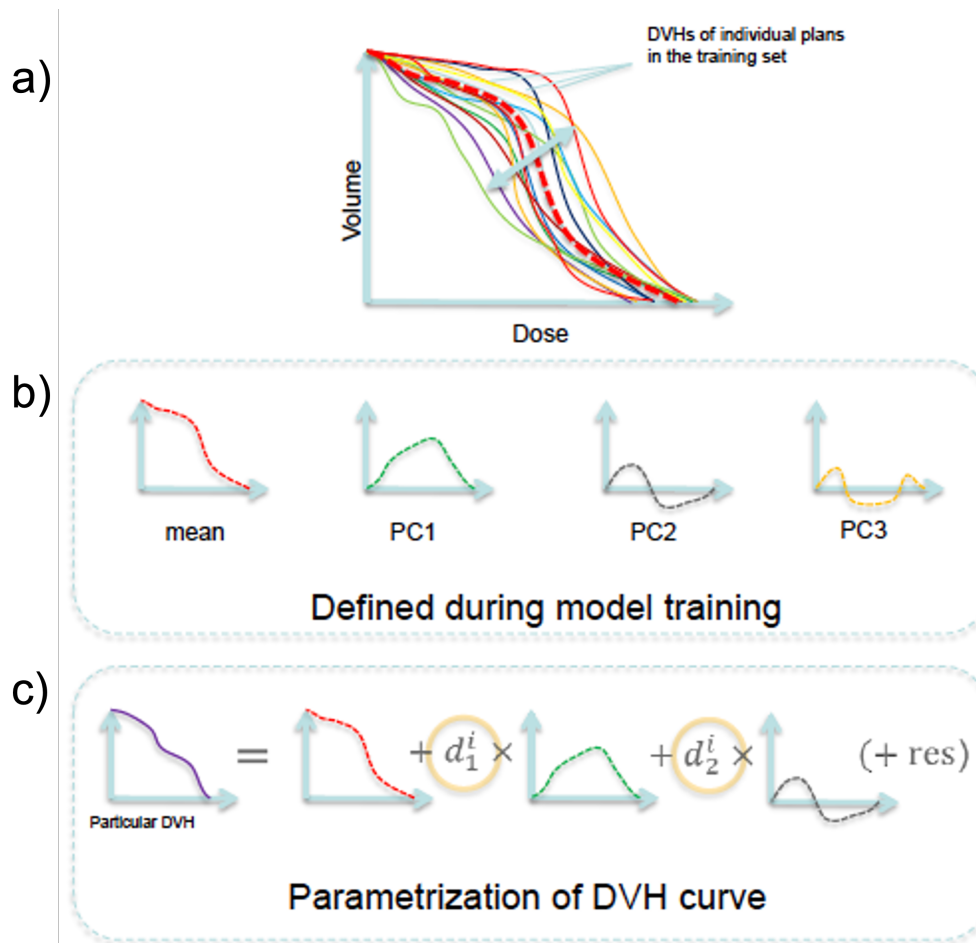 a)
DVHs of individual plans
in the training set
Volume
Dose
b)
mean
PC1
PC2
PC3
Defined during model training
c)
= + d₁ⁱ × + d₂ⁱ × (+ res)
Particular DVH
Parametrization of DVH curve